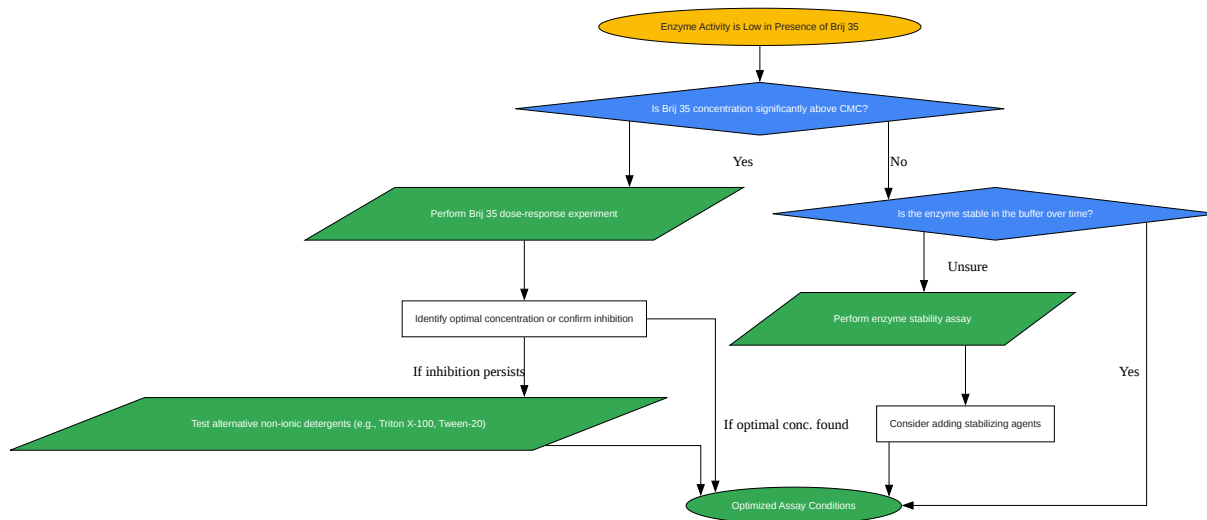 Enzyme Activity is Low in Presence of Brij 35
Is Brij 35 concentration significantly above CMC?
Yes
No
Perform Brij 35 dose-response experiment
Is the enzyme stable in the buffer over time?
Unsure
Identify optimal concentration or confirm inhibition
Perform enzyme stability assay
If inhibition persists
Yes
Test alternative non-ionic detergents (e.g., Triton X-100, Tween-20)
If optimal conc. found
Consider adding stabilizing agents
Optimized Assay Conditions